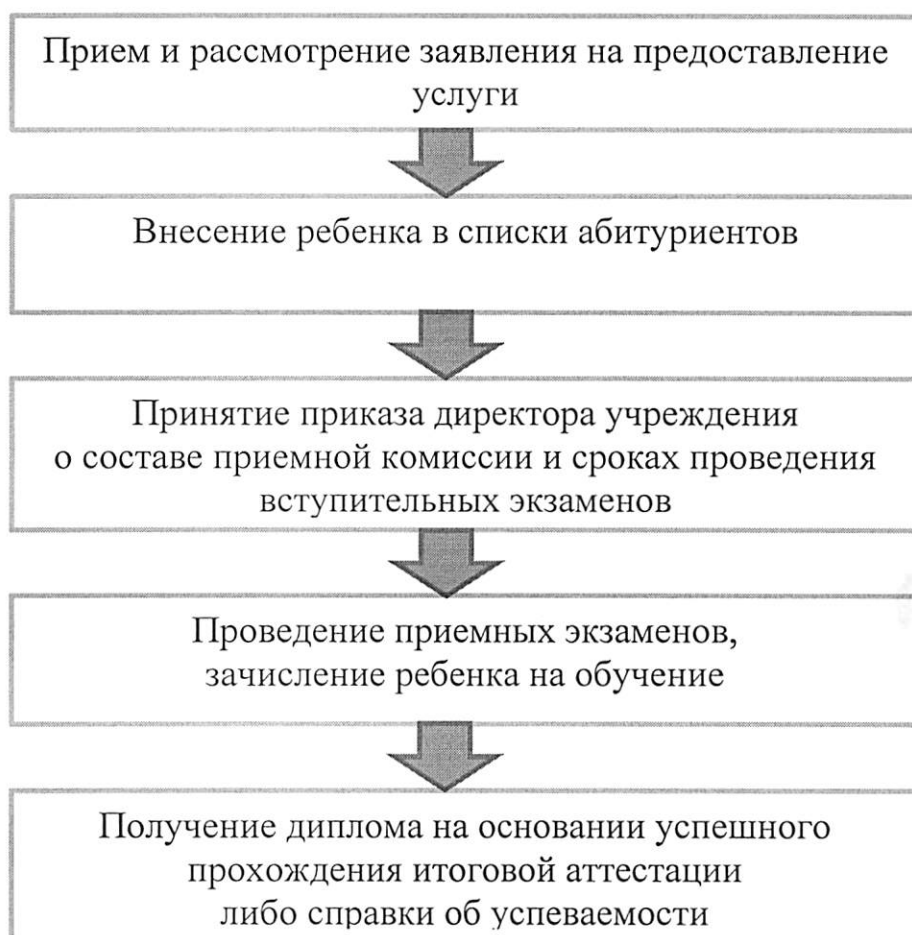 Прием и рассмотрение заявления на предоставление
услуги
Внесение ребенка в списки абитуриентов
Принятие приказа директора учреждения
о составе приемной комиссии и сроках проведения
вступительных экзаменов
Проведение приемных экзаменов,
зачисление ребенка на обучение
Получение диплома на основании успешного
прохождения итоговой аттестации
либо справки об успеваемости